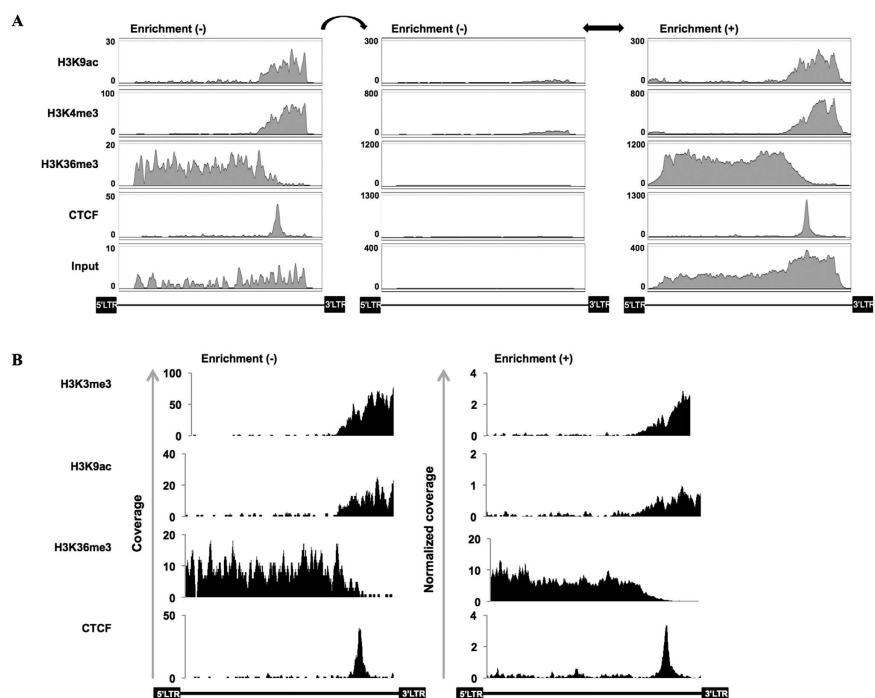 A
Enrichment (-)
Enrichment (-)
Enrichment (+)
H3K9ac
30
0
300
0
300
0
H3K4me3
100
0
800
0
800
0
H3K36me3
20
0
1200
0
1200
0
CTCF
50
0
1300
0
1300
0
Input
10
0
400
0
400
0
5'LTR 3'LTR
5'LTR 3'LTR
5'LTR 3'LTR
B
Enrichment (-)
Enrichment (+)
Coverage
Normalized coverage
H3K3me3
100
50
0
4
2
0
H3K9ac
40
20
0
2
1
0
H3K36me3
20
10
0
20
10
0
CTCF
50
0
4
2
0
5'LTR 3'LTR
5'LTR 3'LTR